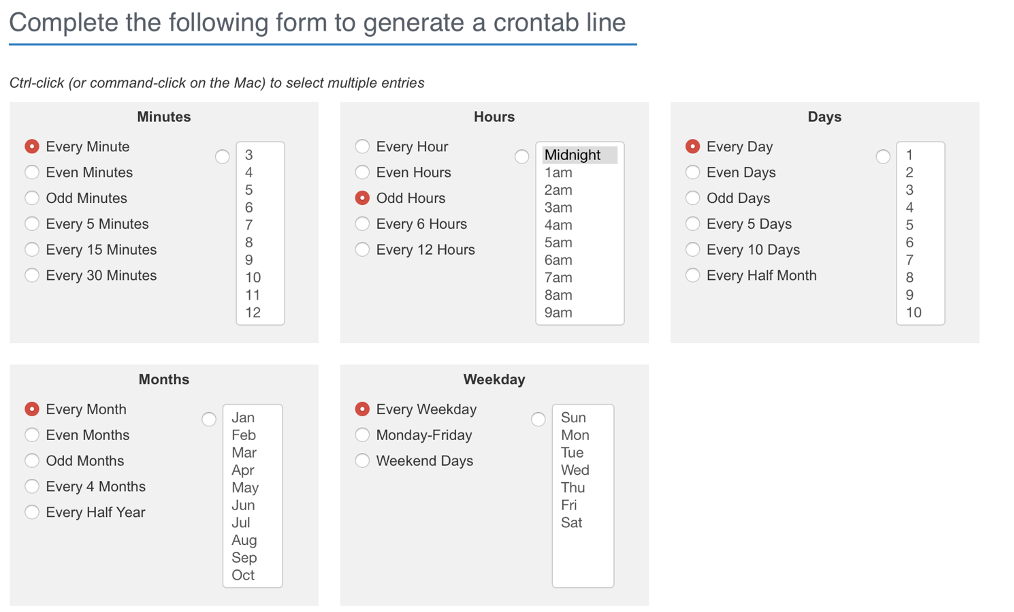 Complete the following form to generate a crontab line
Ctrl-click (or command-click on the Mac) to select multiple entries
Minutes
Every Minute
Even Minutes
Odd Minutes
Every 5 Minutes
Every 15 Minutes
Every 30 Minutes
3
4
5
6
7
8
9
10
11
12
Hours
Every Hour
Even Hours
Odd Hours
Every 6 Hours
Every 12 Hours
Midnight
1am
2am
3am
4am
5am
6am
7am
8am
9am
Days
Every Day
Even Days
Odd Days
Every 5 Days
Every 10 Days
Every Half Month
1
2
3
4
5
6
7
8
9
10
Months
Every Month
Even Months
Odd Months
Every 4 Months
Every Half Year
Jan
Feb
Mar
Apr
May
Jun
Jul
Aug
Sep
Oct
Weekday
Every Weekday
Monday-Friday
Weekend Days
Sun
Mon
Tue
Wed
Thu
Fri
Sat